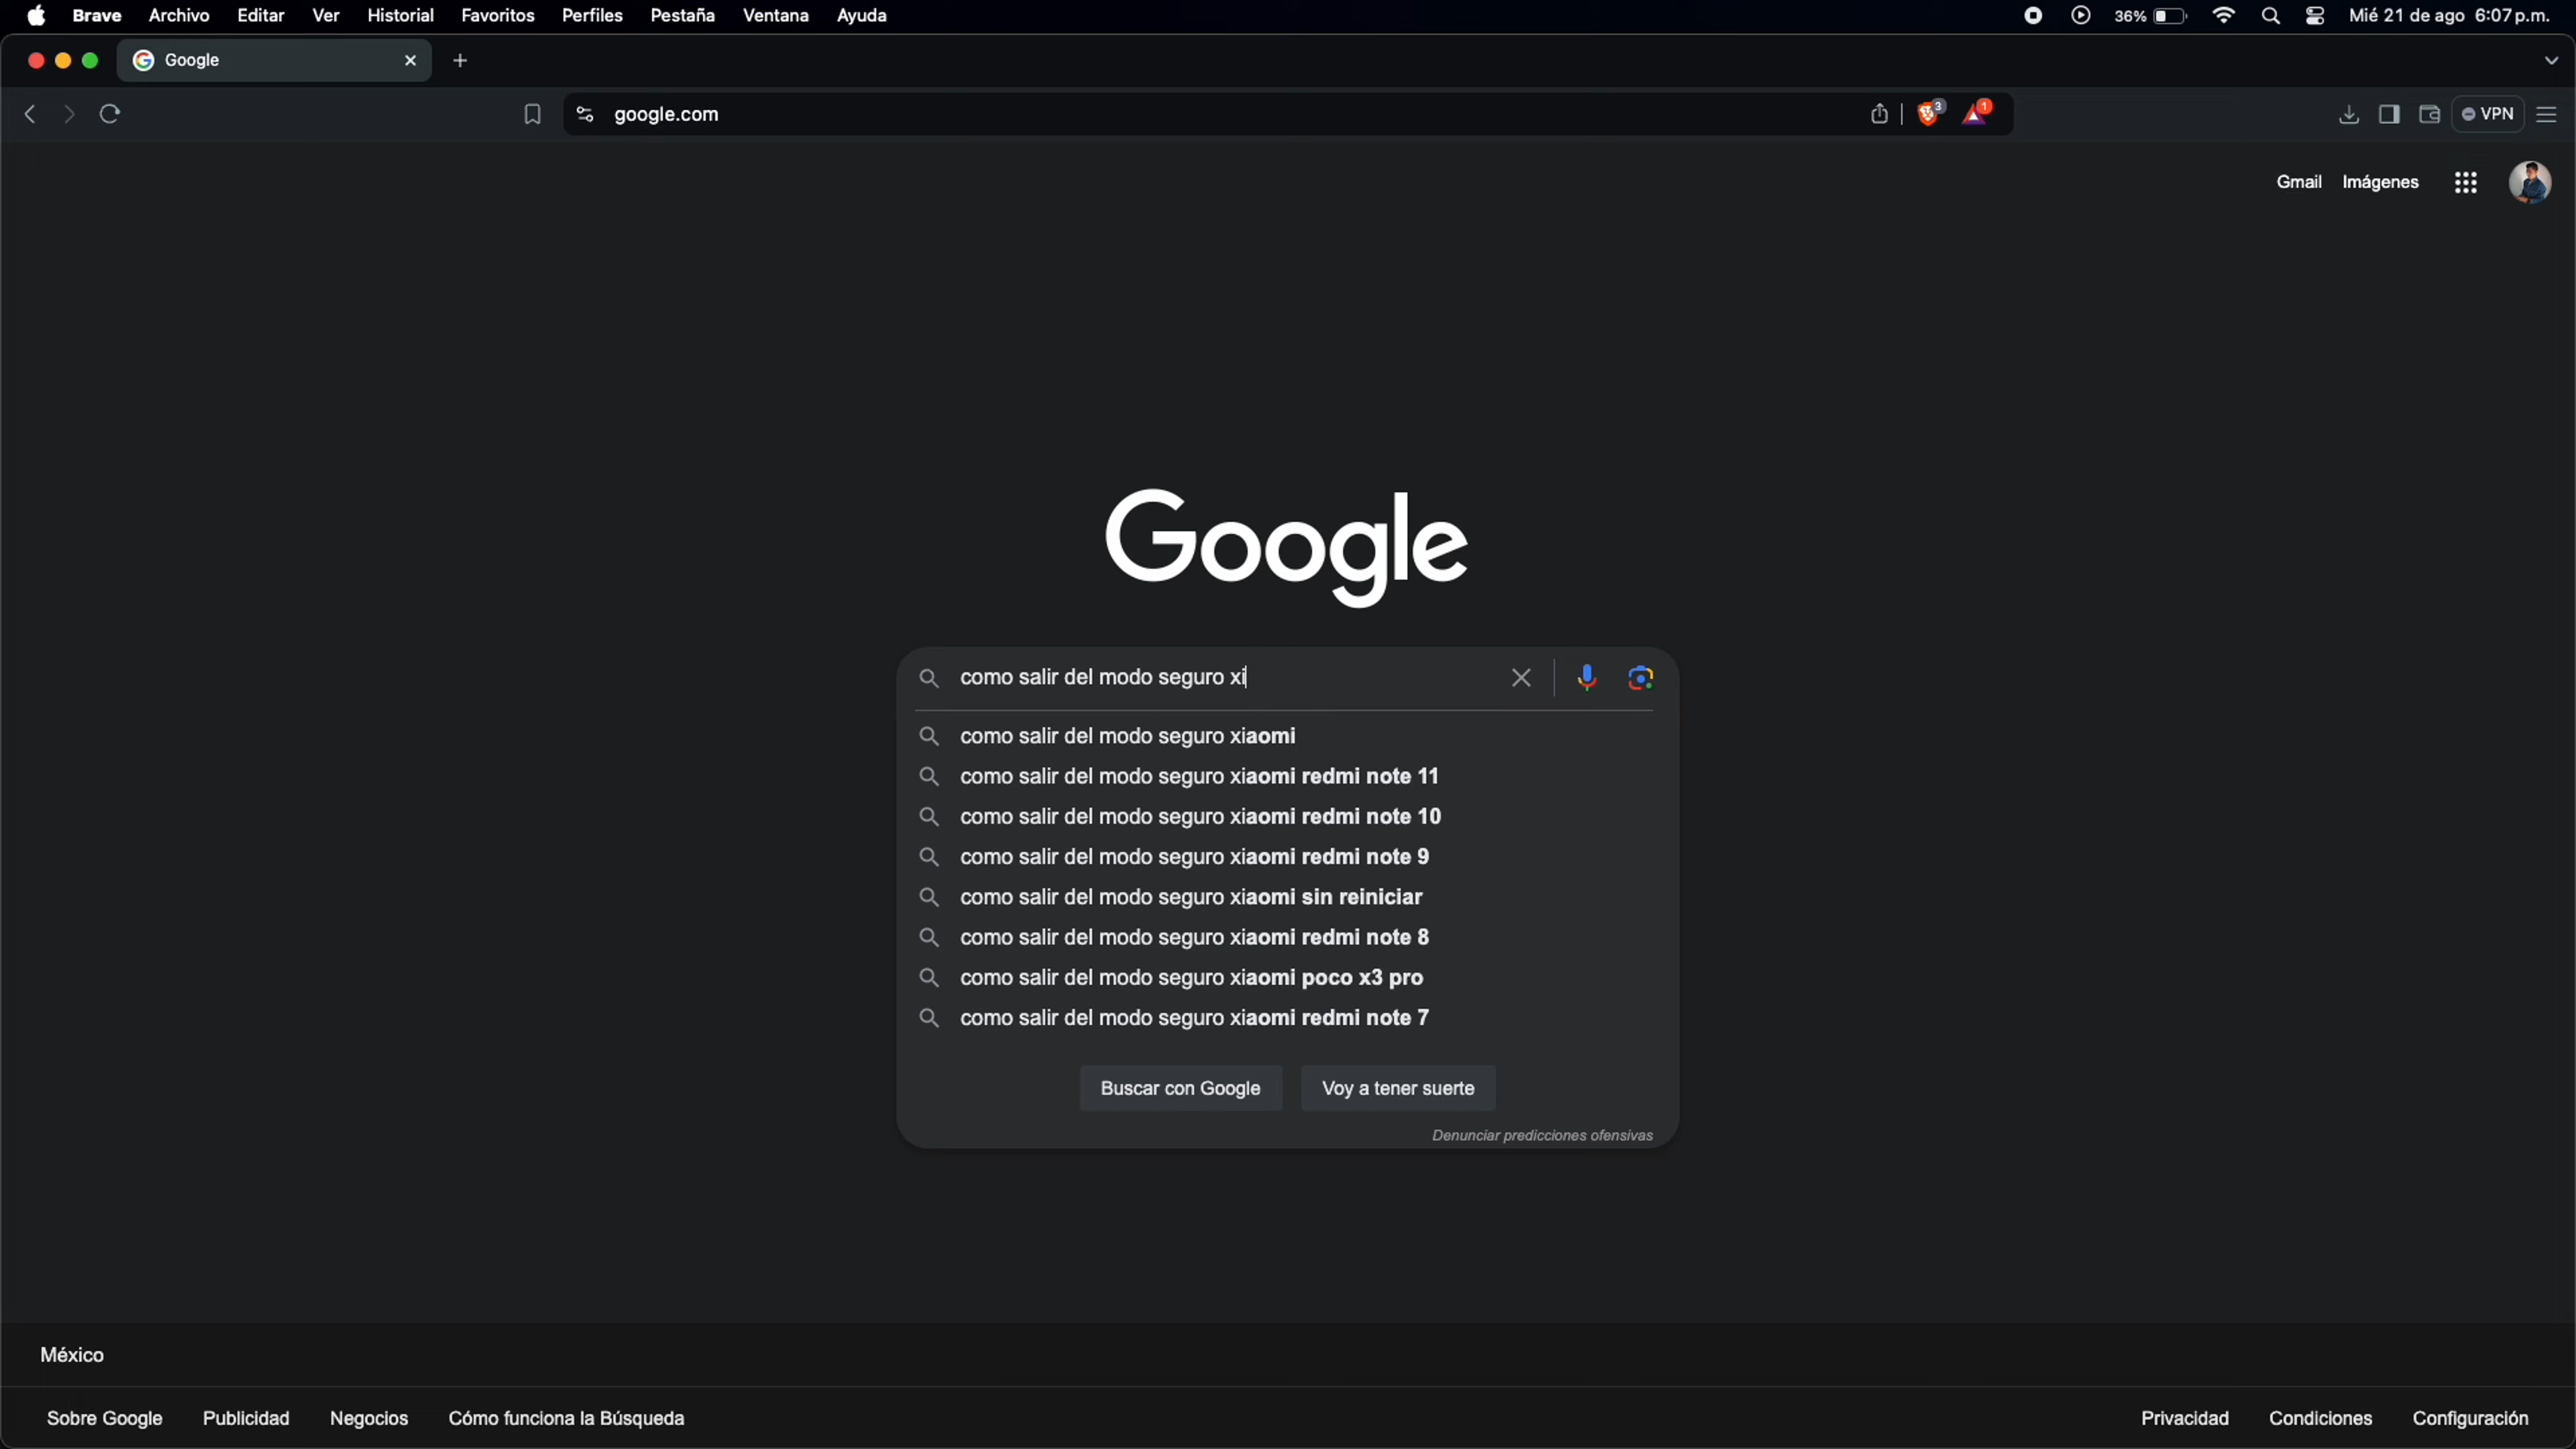 Brave Archivo Editar Ver Historial Favoritos Perfiles Pestaña Ventana Ayuda 36% Mié 21 de ago 6:07 p.m.
Google
google.com 3 1 VPN
Gmail Imágenes
Google
como salir del modo seguro xi
como salir del modo seguro xiaomi
como salir del modo seguro xiaomi redmi note 11
como salir del modo seguro xiaomi redmi note 10
como salir del modo seguro xiaomi redmi note 9
como salir del modo seguro xiaomi sin reiniciar
como salir del modo seguro xiaomi redmi note 8
como salir del modo seguro xiaomi poco x3 pro
como salir del modo seguro xiaomi redmi note 7
Buscar con Google Voy a tener suerte
Denunciar predicciones ofensivas
México
Sobre Google Publicidad Negocios Cómo funciona la Búsqueda Privacidad Condiciones Configuración